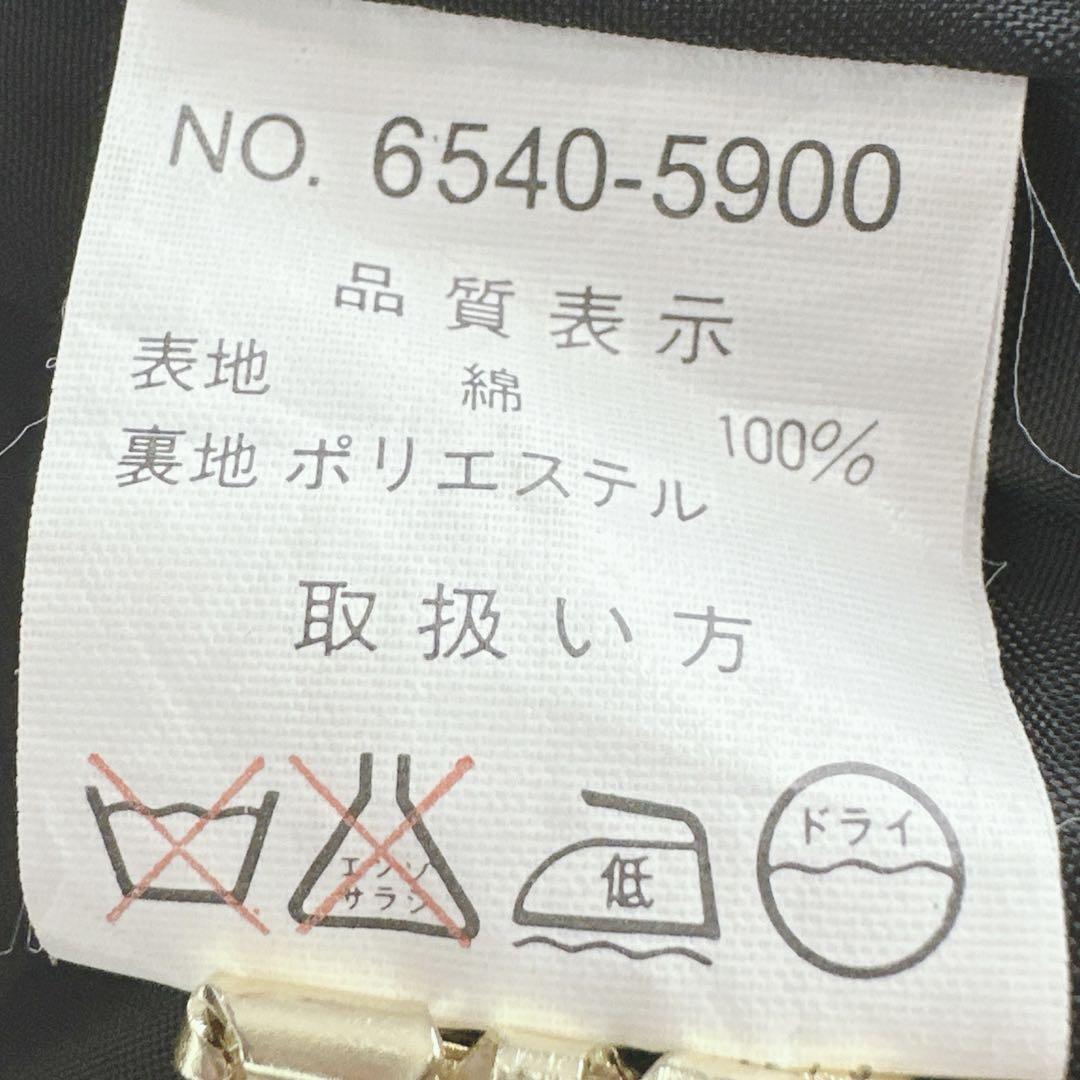 NO. 6540-5900
品質表示
表地 綿 100%
裏地 ポリエステル
取扱い方
エンソ
サラシ
低
ドライ